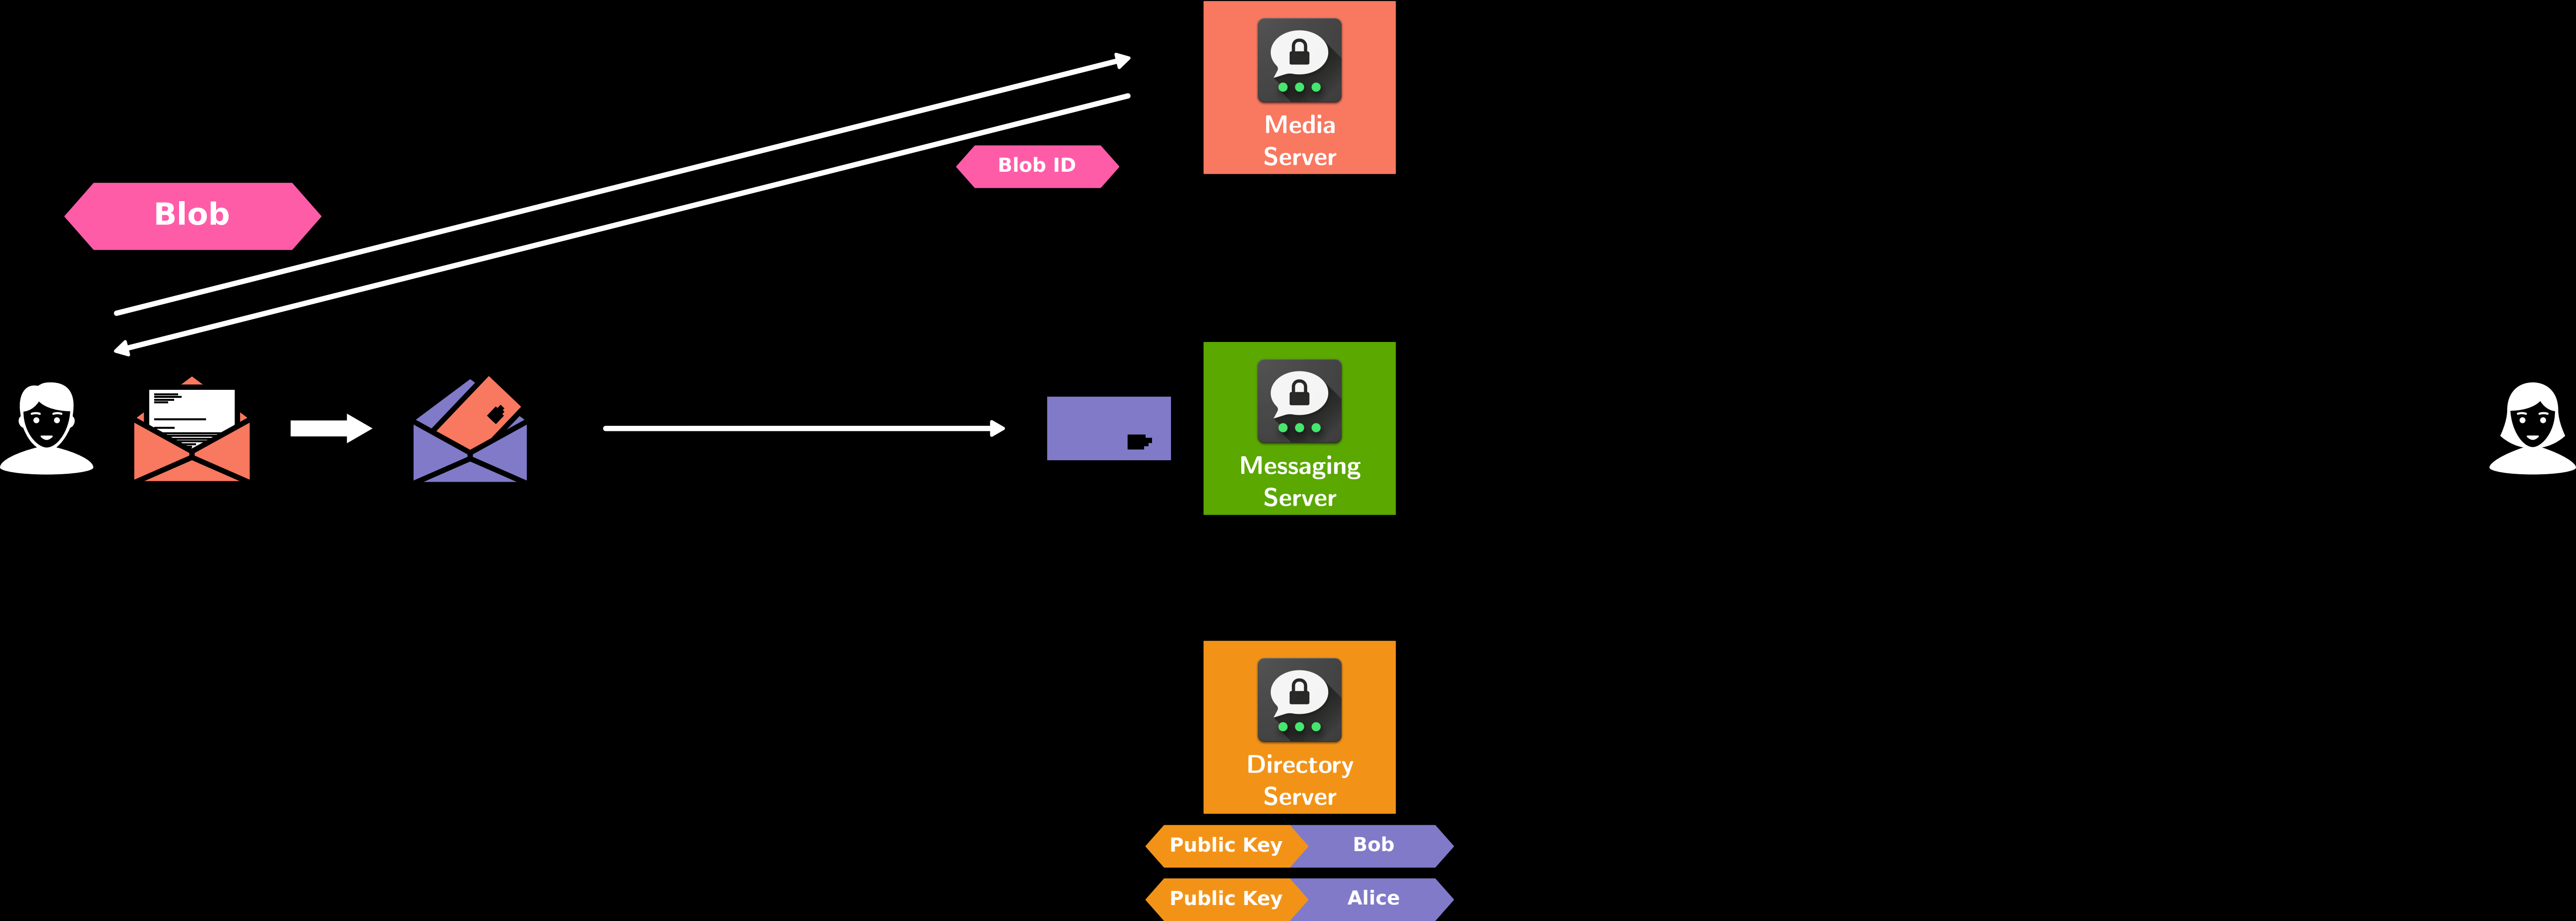 Media
Server
Blob ID
Blob
Messaging
Server
Directory
Server
Public Key Bob
Public Key Alice